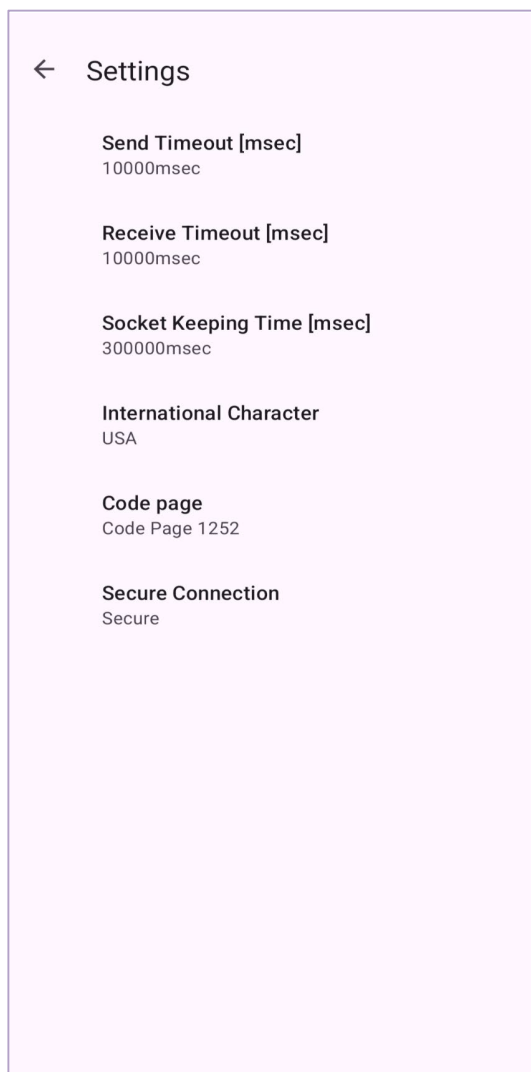 Settings
Send Timeout [msec]
10000msec
Receive Timeout [msec]
10000msec
Socket Keeping Time [msec]
300000msec
International Character
USA
Code page
Code Page 1252
Secure Connection
Secure